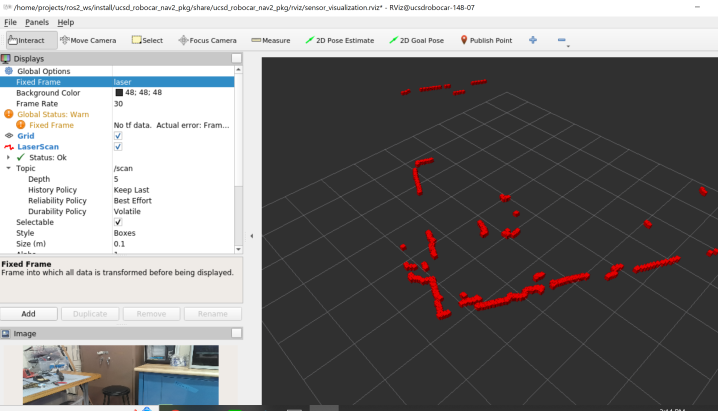 /home/projects/ros2_ws/install/ucsd_robocar_nav2_pkg/share/ucsd_robocar_nav2_pkg/rviz/sensor_visualization.rviz* - RViz@ucsdrobocar-148-07
File Panels Help
Interact Move Camera Select Focus Camera Measure 2D Pose Estimate 2D Goal Pose Publish Point
Displays
Global Options
Fixed Frame laser
Background Color 48; 48; 48
Frame Rate 30
Global Status: Warn
Fixed Frame No tf data. Actual error: Fram...
Grid
LaserScan
Status: Ok
Topic /scan
Depth 5
History Policy Keep Last
Reliability Policy Best Effort
Durability Policy Volatile
Selectable
Style Boxes
Size (m) 0.1
Fixed Frame
Frame into which all data is transformed before being displayed.
Add Duplicate Remove Rename
Image